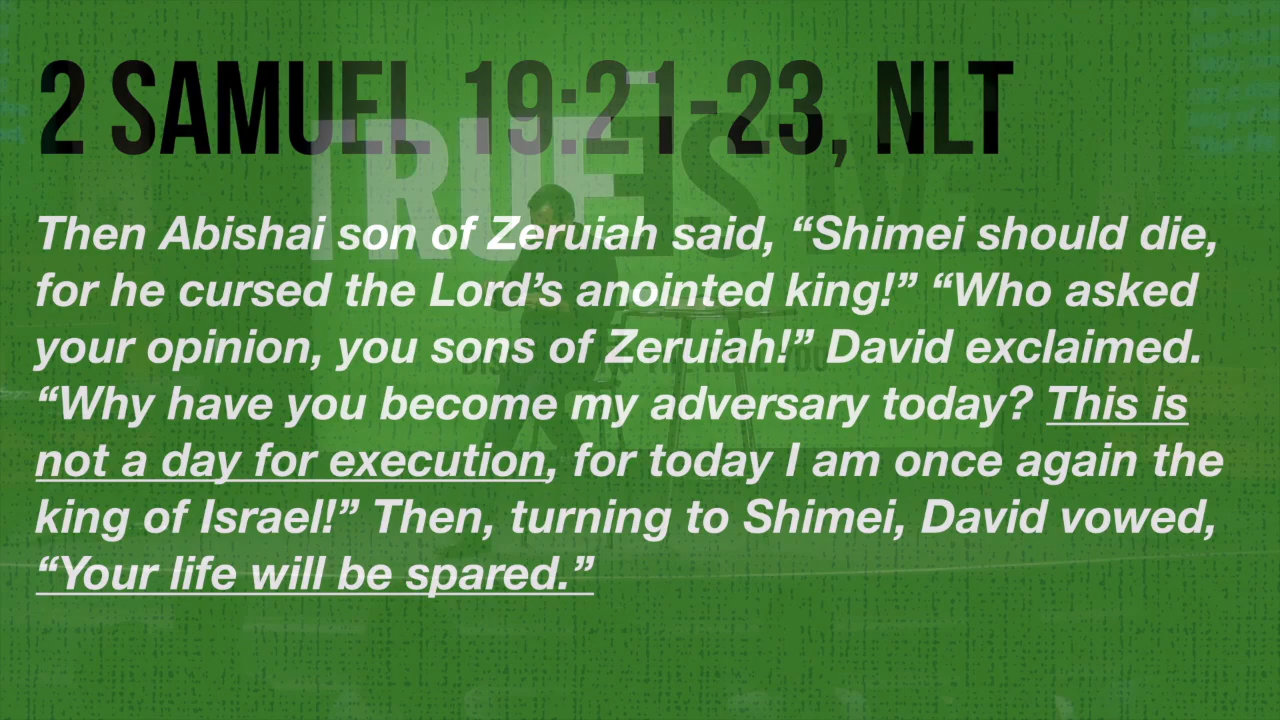 2 SAMUEL 19:21-23, NLT
TRUE
Then Abishai son of Zeruiah said, “Shimei should die,
for he cursed the Lord’s anointed king!” “Who asked
your opinion, you sons of Zeruiah!” David exclaimed.
“Why have you become my adversary today? This is
not a day for execution, for today I am once again the
king of Israel!” Then, turning to Shimei, David vowed,
“Your life will be spared.”